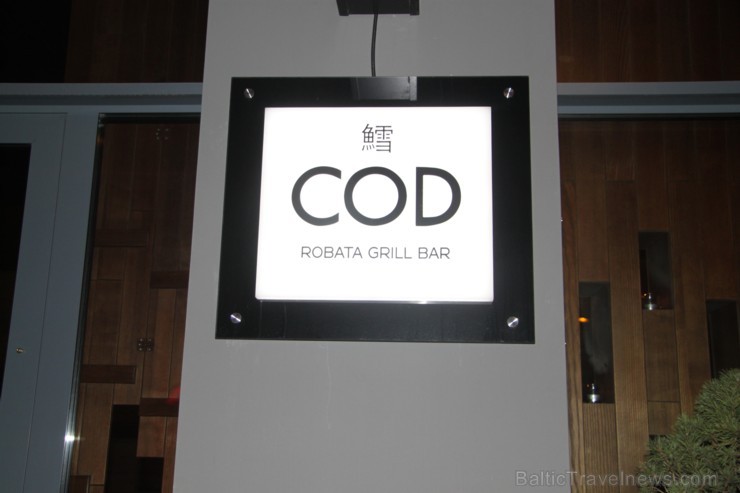 鱈
COD
ROBATA GRILL BAR
BalticTravelnews.com ©